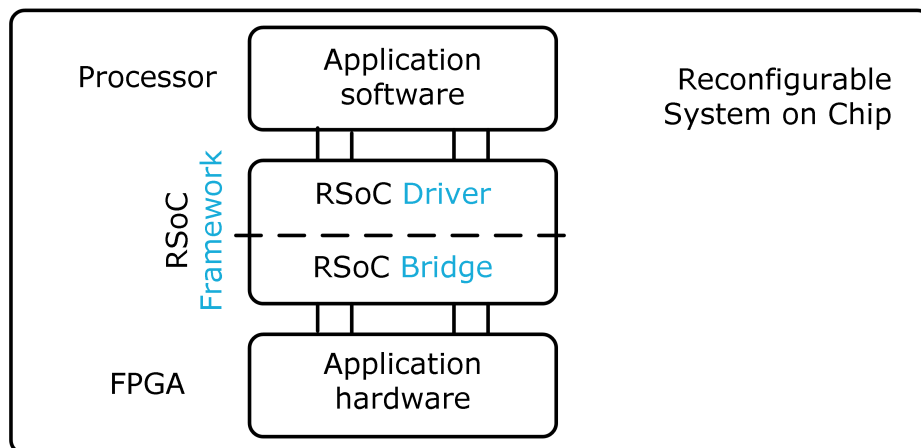 Processor
Application
software
Reconfigurable
System on Chip
RSoC
Framework
RSoC Driver
RSoC Bridge
FPGA
Application
hardware